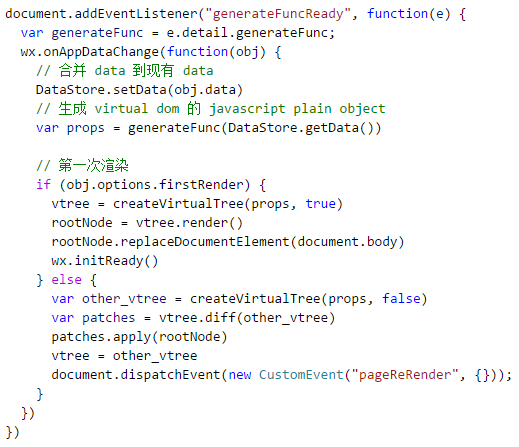 document.addEventListener("generateFuncReady", function(e) {
  var generateFunc = e.detail.generateFunc;
  wx.onAppDataChange(function(obj) {
    // 合并 data 到现有 data
    DataStore.setData(obj.data)
    // 生成 virtual dom 的 javascript plain object
    var props = generateFunc(DataStore.getData())

    // 第一次渲染
    if (obj.options.firstRender) {
      vtree = createVirtualTree(props, true)
      rootNode = vtree.render()
      rootNode.replaceDocumentElement(document.body)
      wx.initReady()
    } else {
      var other_vtree = createVirtualTree(props, false)
      var patches = vtree.diff(other_vtree)
      patches.apply(rootNode)
      vtree = other_vtree
      document.dispatchEvent(new CustomEvent("pageReRender", {}));
    }
  })
})